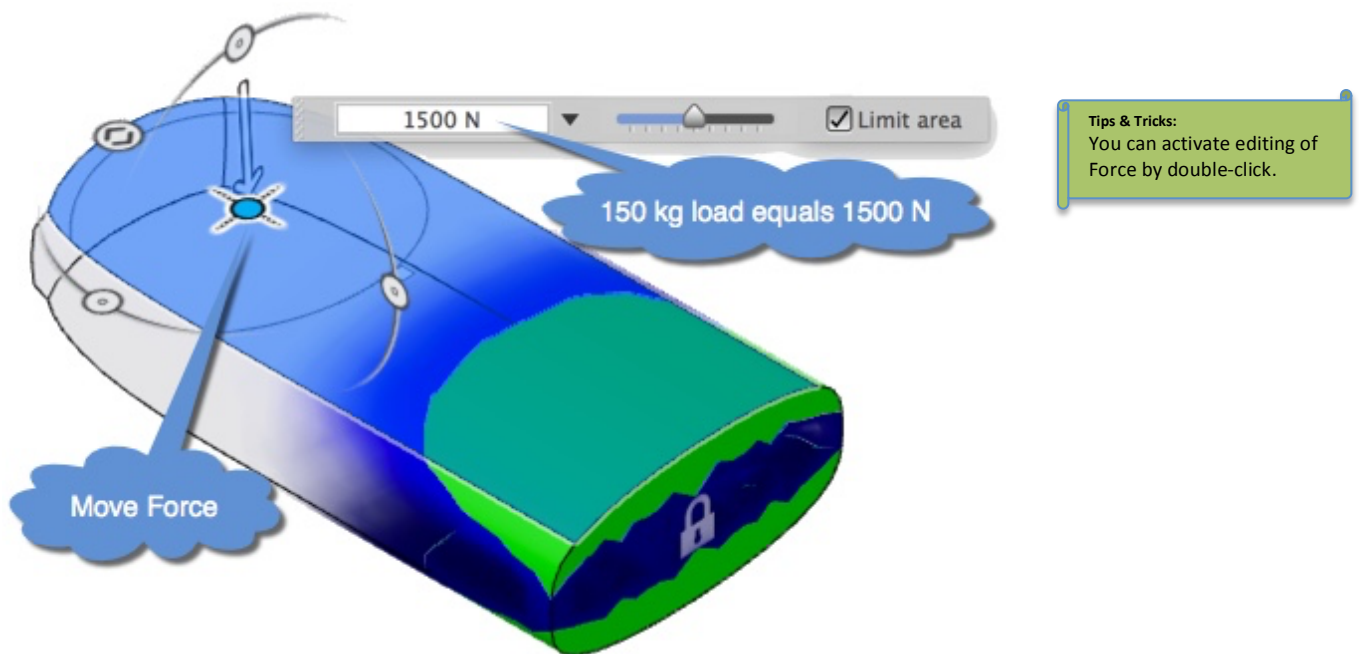 1500 N
Limit area
150 kg load equals 1500 N
Move Force
Tips & Tricks:
You can activate editing of
Force by double-click.